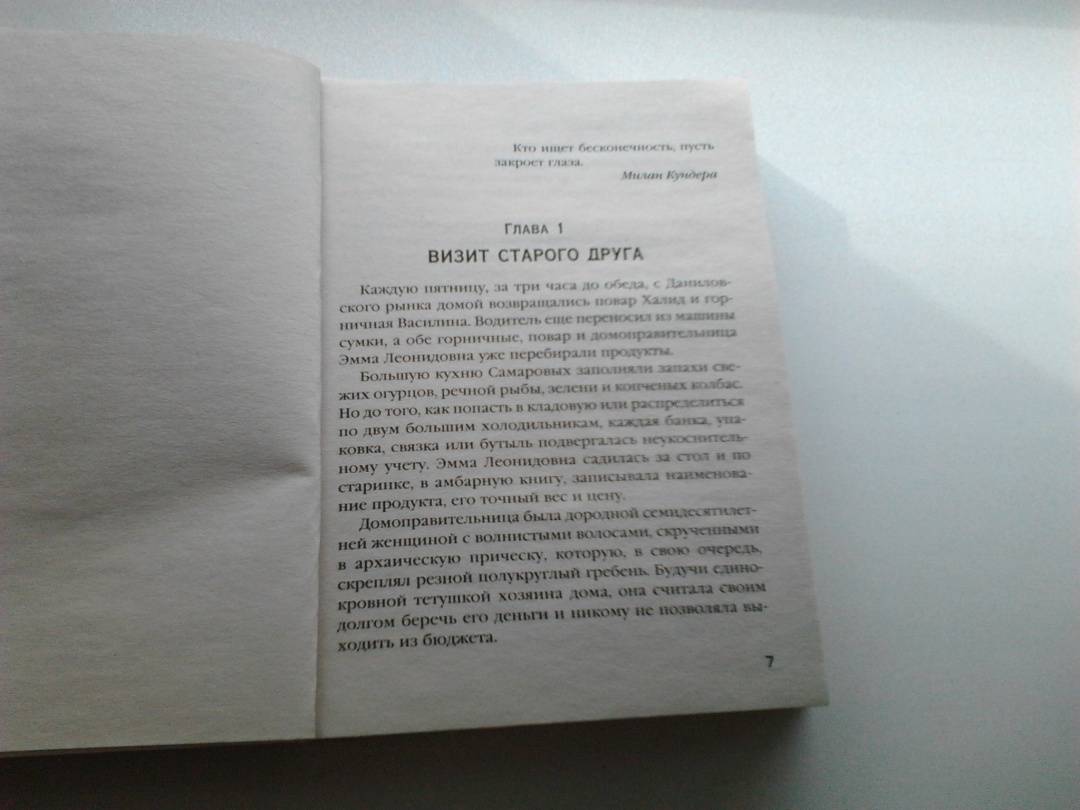 Кто ищет бесконечность, пусть
закроет глаза.
Милан Кундера
Глава 1
ВИЗИТ СТАРОГО ДРУГА
Каждую пятницу, за три часа до обеда, с Данилов-
ского рынка домой возвращались повар Халид и гор-
ничная Василина. Водитель еще переносил из машины
сумки, а обе горничные, повар и домоправительница
Эмма Леонидовна уже перебирали продукты.
Большую кухню Самаровых заполняли запахи све-
жих огурцов, речной рыбы, зелени и копченых колбас.
Но до того, как попасть в кладовую или распределиться
по двум большим холодильникам, каждая банка, упа-
ковка, связка или бутыль подвергалась неукоснитель-
ному учету. Эмма Леонидовна садилась за стол и по
старинке, в амбарную книгу, записывала наименова-
ние продукта, его точный вес и цену.
Домоправительница была дородной семидесятилет-
ней женщиной с волнистыми волосами, скрученными
в архаическую прическу, которую, в свою очередь,
скреплял резной полукруглый гребень. Будучи едино-
кровной тетушкой хозяина дома, она считала своим
долгом беречь его деньги и никому не позволяла вы-
ходить из бюджета.
7